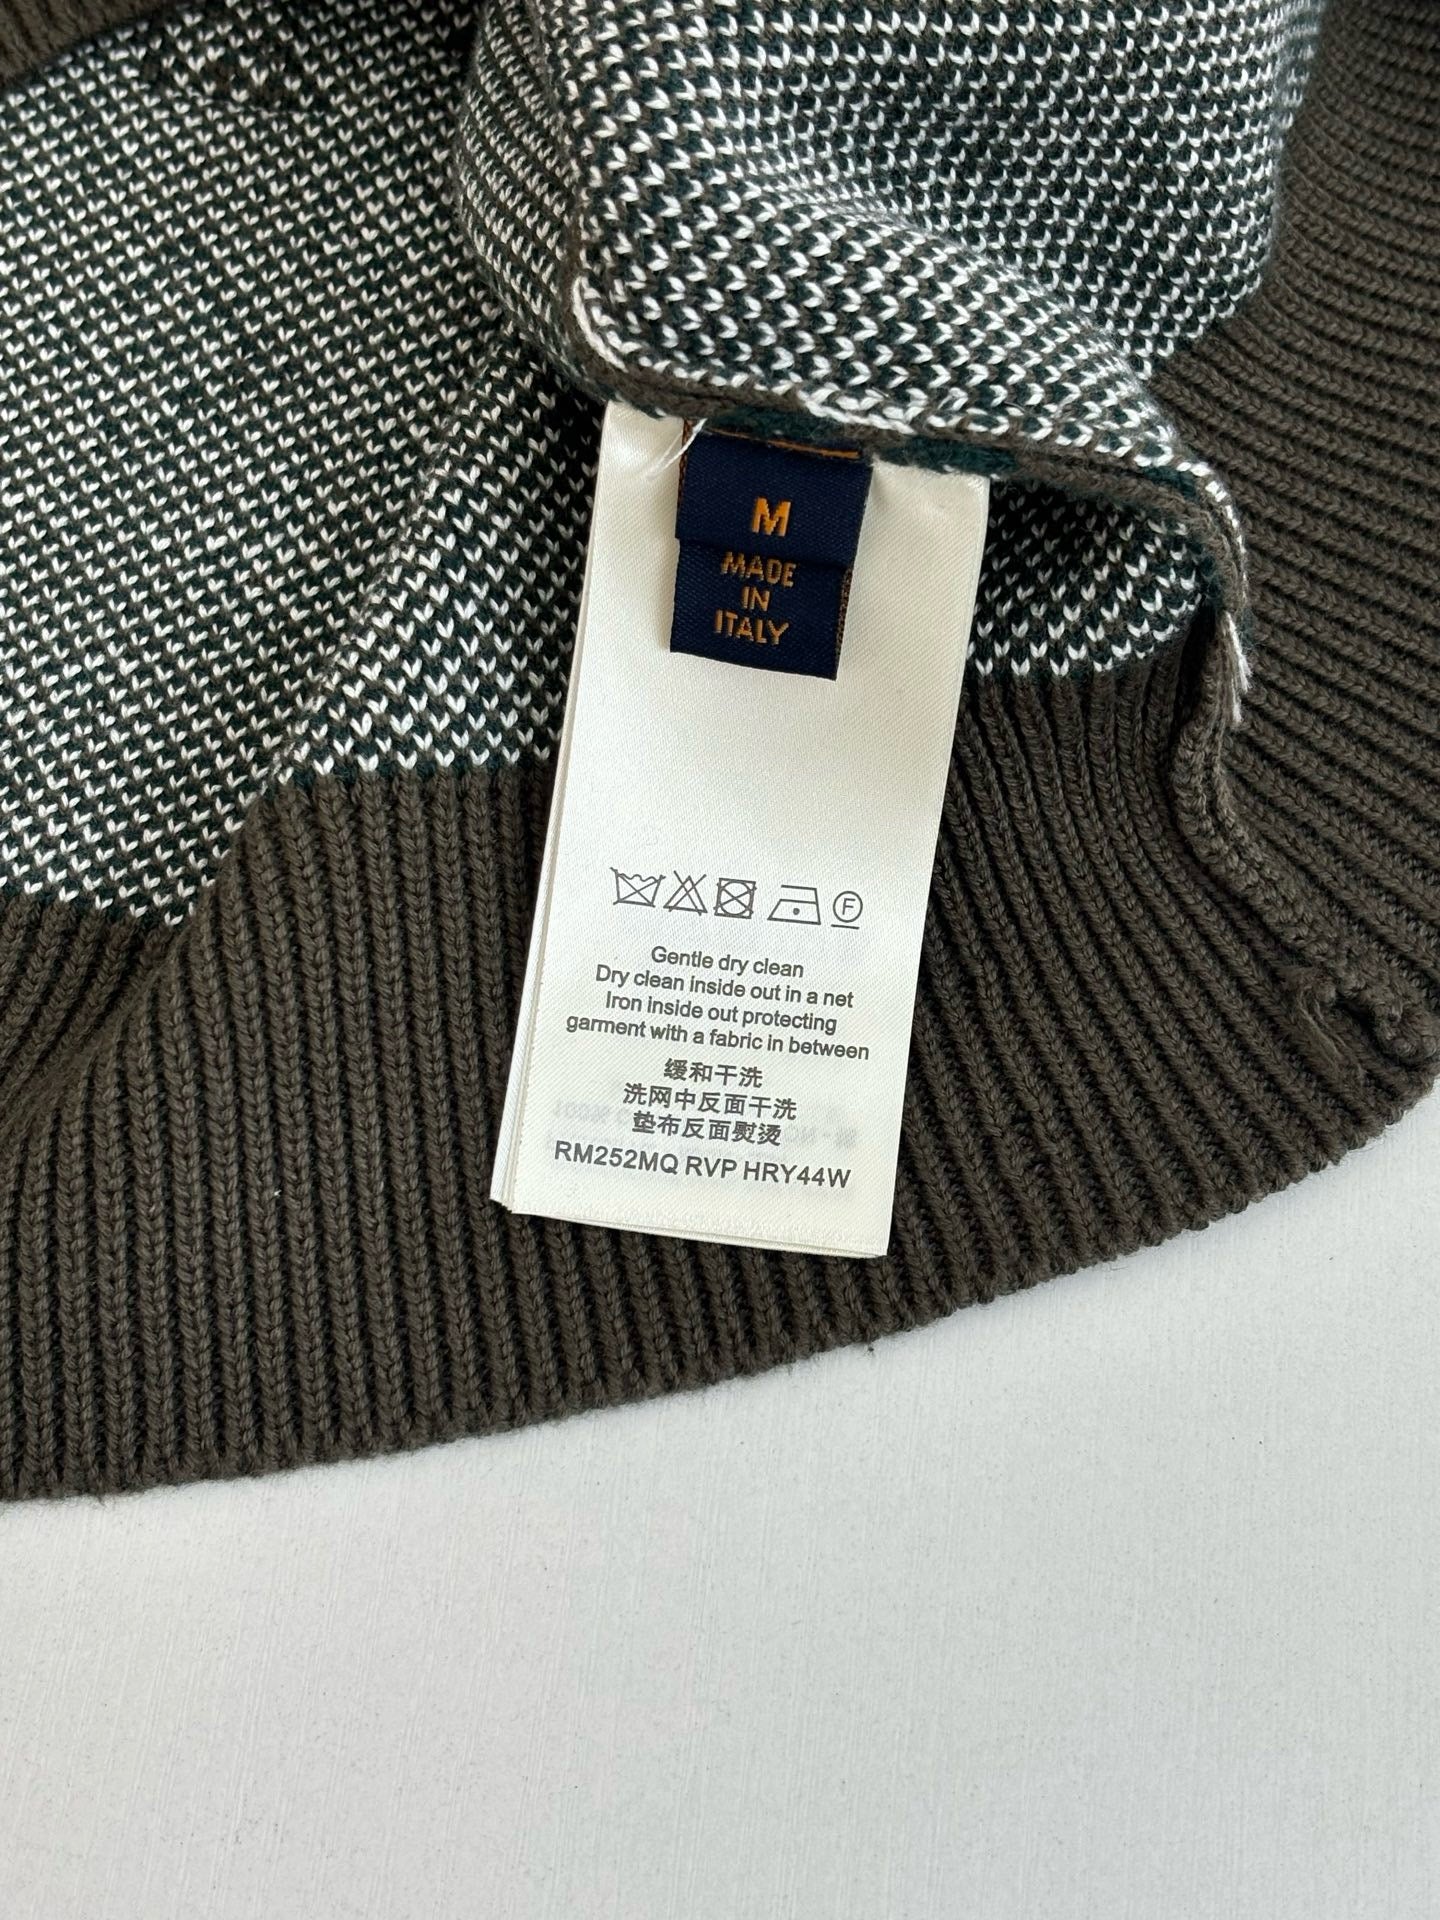 M
MADE
IN
ITALY
F
Gentle dry clean
Dry clean inside out in a net
Iron inside out protecting
garment with a fabric in between
缓和干洗
洗网中反面干洗
垫布反面熨烫
RM252MQ RVP HRY44W